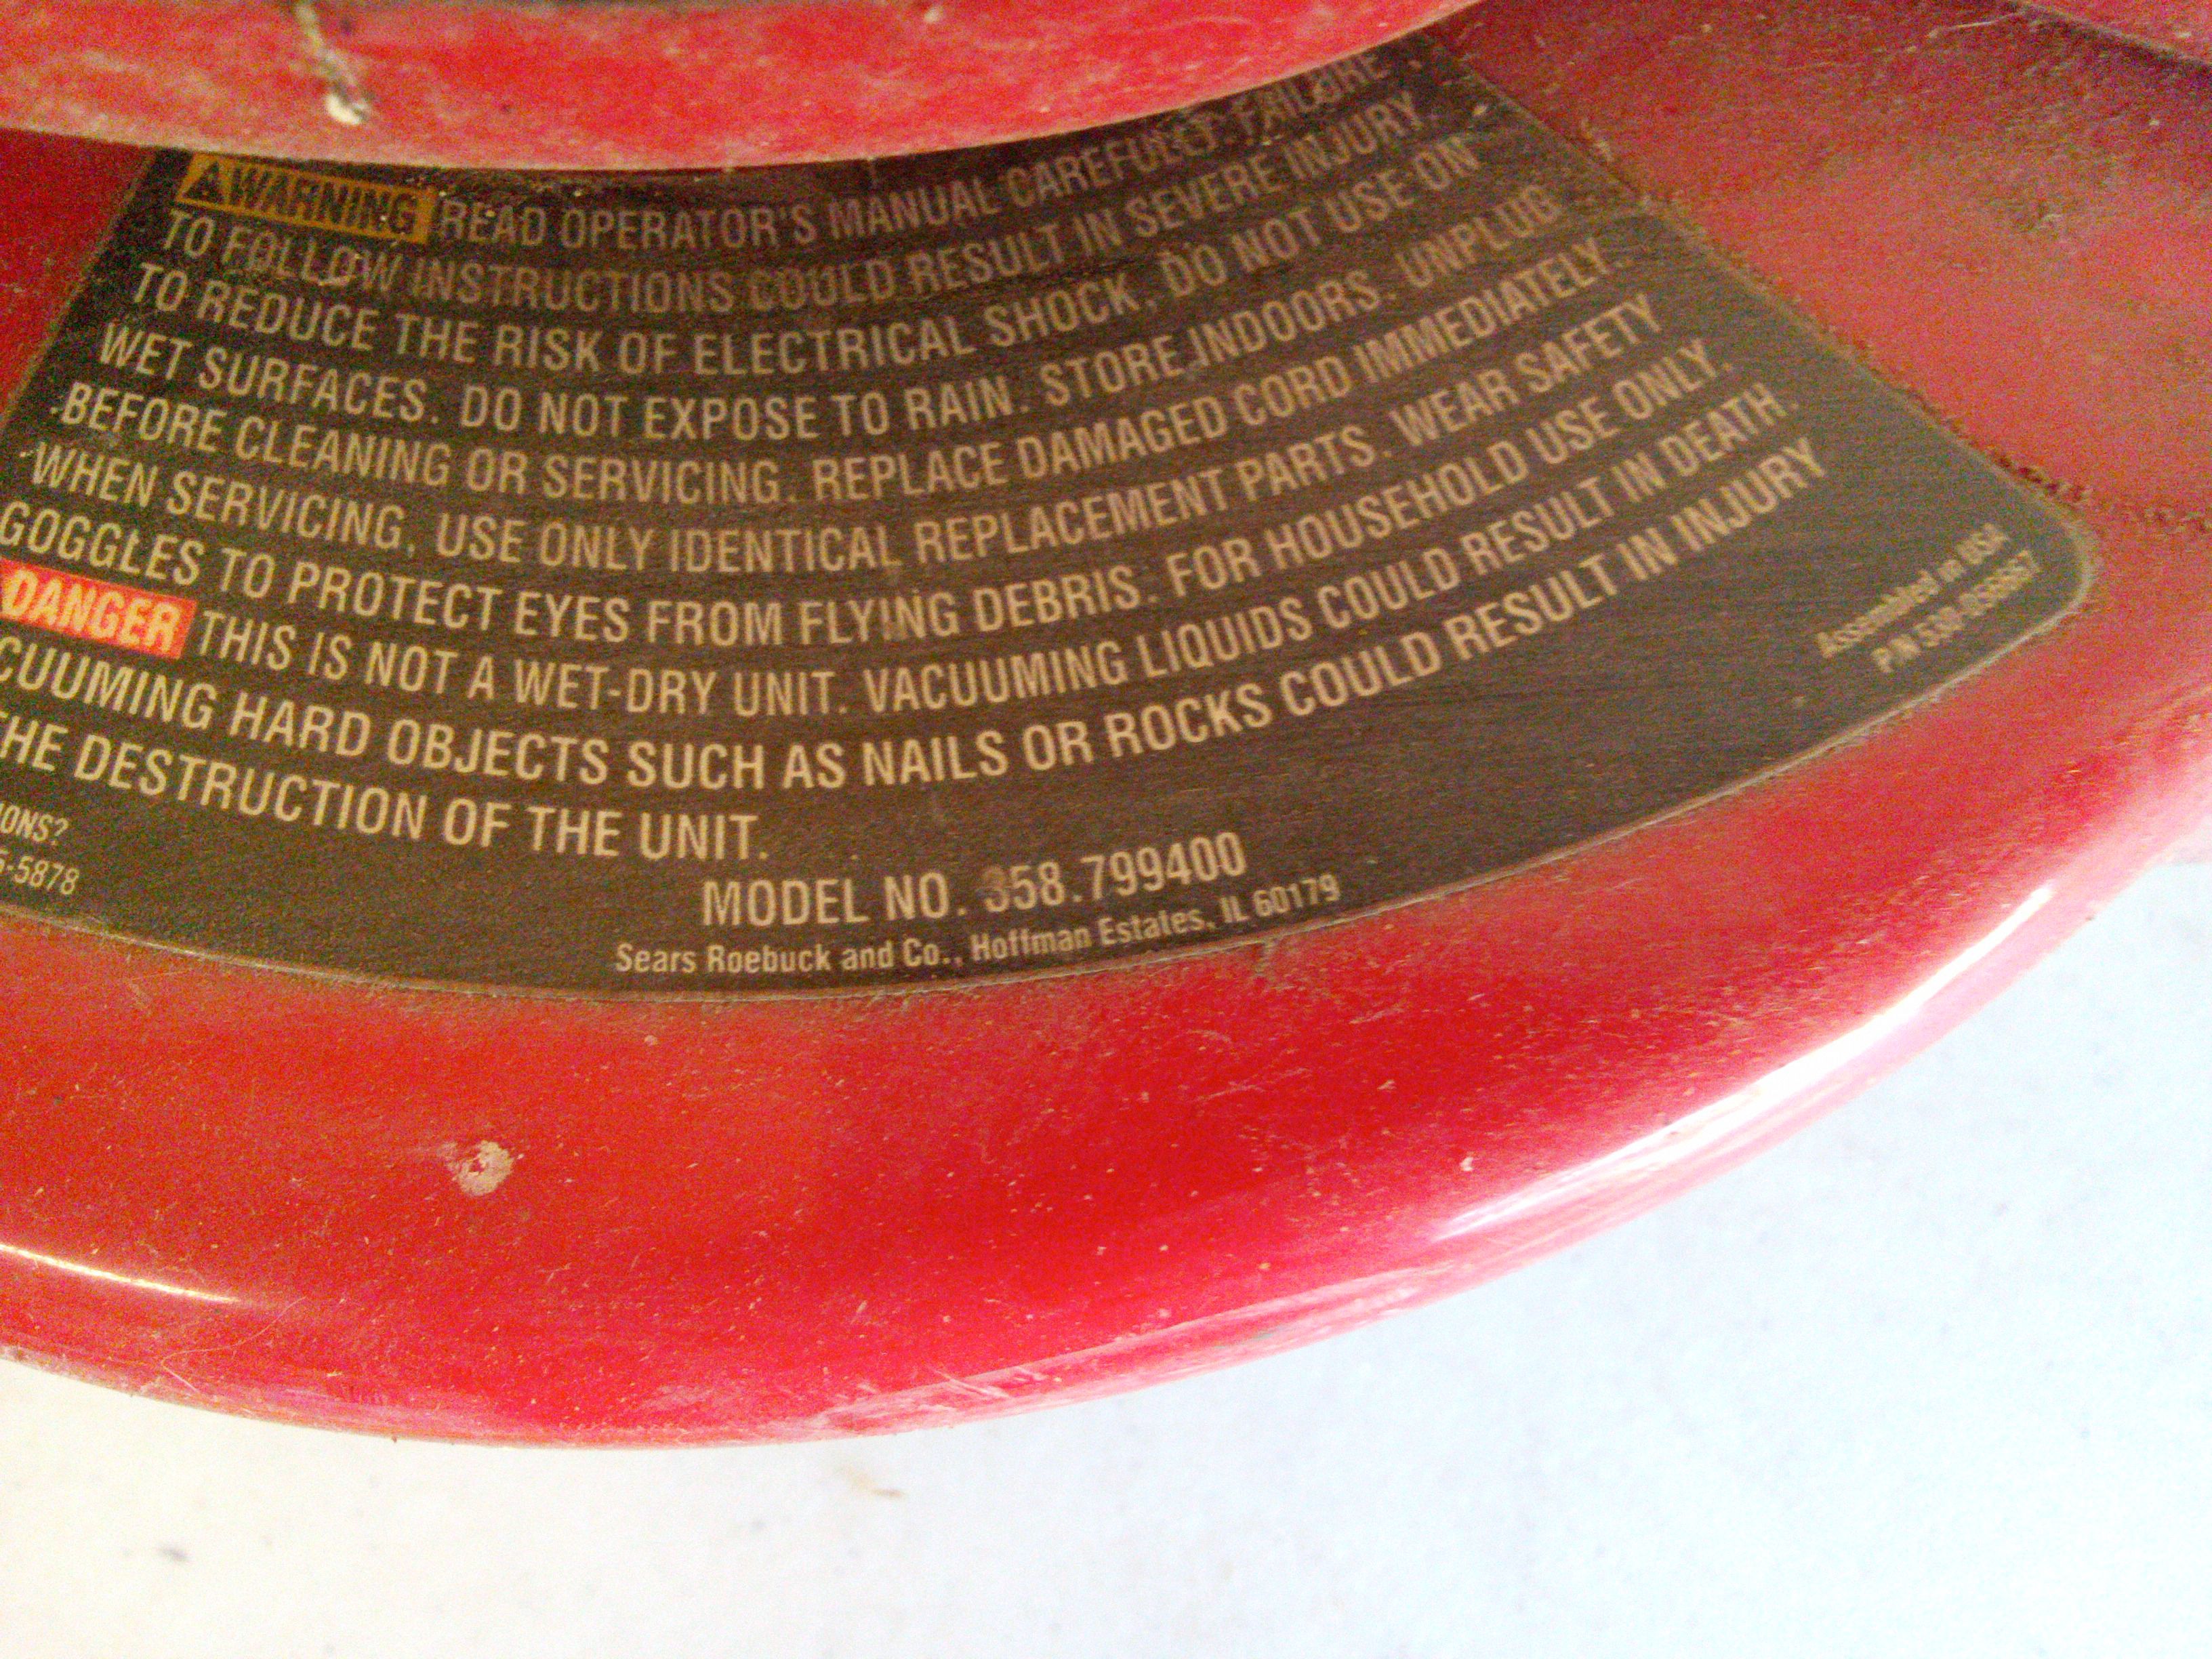 WARNING READ OPERATOR'S MANUAL CAREFULLY. FAILURE
TO FOLLOW INSTRUCTIONS COULD RESULT IN SEVERE INJURY.
TO REDUCE THE RISK OF ELECTRICAL SHOCK, DO NOT USE ON
WET SURFACES. DO NOT EXPOSE TO RAIN. STORE INDOORS. UNPLUG
BEFORE CLEANING OR SERVICING. REPLACE DAMAGED CORD IMMEDIATELY.
WHEN SERVICING, USE ONLY IDENTICAL REPLACEMENT PARTS. WEAR SAFETY
GOGGLES TO PROTECT EYES FROM FLYING DEBRIS. FOR HOUSEHOLD USE ONLY.
DANGER THIS IS NOT A WET-DRY UNIT. VACUUMING LIQUIDS COULD RESULT IN DEATH.
CUUMING HARD OBJECTS SUCH AS NAILS OR ROCKS COULD RESULT IN INJURY
HE DESTRUCTION OF THE UNIT.
IONS?
-5878
MODEL NO. 358.799400
Sears Roebuck and Co., Hoffman Estates, IL 60179
Assembled in USA
P/N